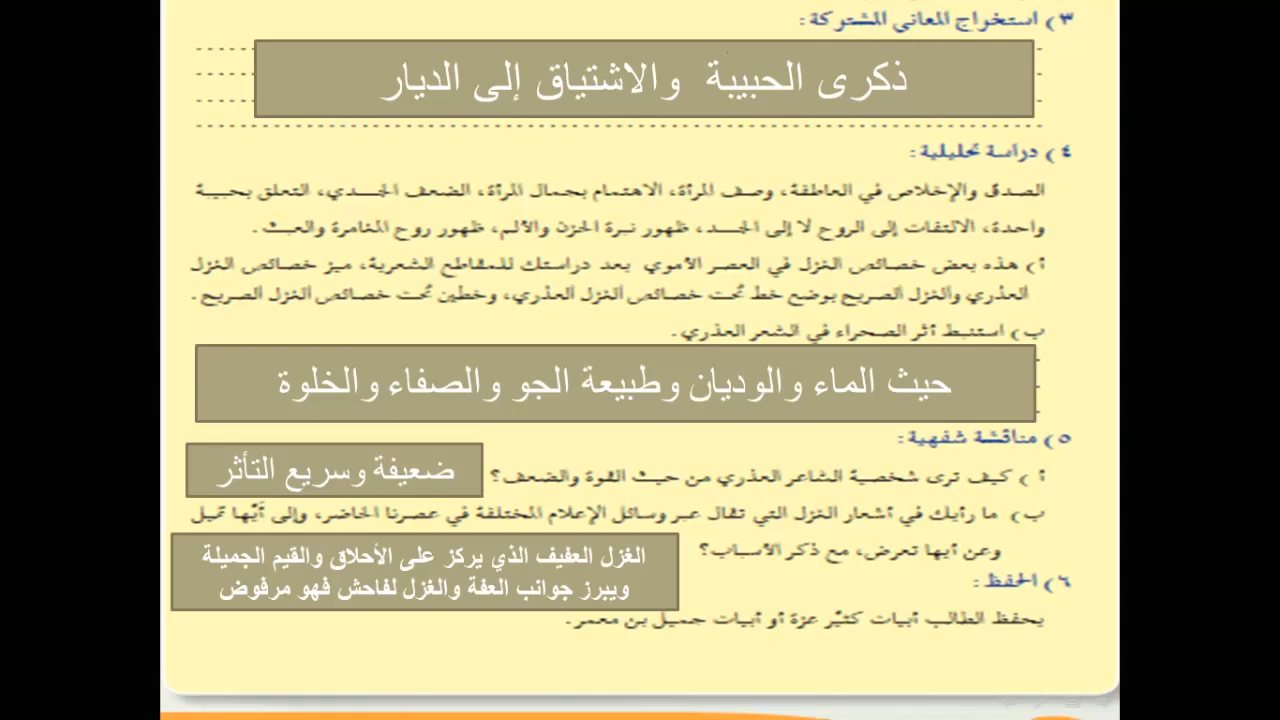 ٣) استخراج المعاني المشتركة :
ذكرى الحبيبة والاشتياق إلى الديار
٤) دراسة تحليلية :
الصدق والإخلاص في العاطفة، وصف المرأة، الاهتمام بجمال المرأة، الضعف الجسدي، التعلق بحبيبة
واحدة، الالتفات إلى الروح لا إلى الجسد، ظهور نبرة الحزن والألم، ظهور روح المغامرة والعبث .
أ) هذه بعض خصائص الغزل في العصر الأموي بعد دراستك للمقاطع الشعرية، ميز خصائص الغزل
العذري والغزل الصريح بوضع خط تحت خصائص الغزل العذري، وخطين تحت خصائص الغزل الصريح .
ب) استنبط أثر الصحراء في الشعر العذري .
حيث الماء والوديان وطبيعة الجو والصفاء والخلوة
٥) مناقشة شفهية :
أ ) كيف ترى شخصية الشاعر العذري من حيث القوة والضعف؟
ضعيفة وسريع التأثر
ب) ما رأيك في أشعار الغزل التي تقال عبر وسائل الإعلام المختلفة في عصرنا الحاضر، وإلى أيّها تميل
وعن أيها تعرض، مع ذكر الأسباب؟
الغزل العفيف الذي يركز على الأحلاق والقيم الجميلة
ويبرز جوانب العفة والغزل لفاحش فهو مرفوض
٦) الحفظ :
يحفظ الطالب أبيات كثيّر عزة أو أبيات جميل بن معمر .